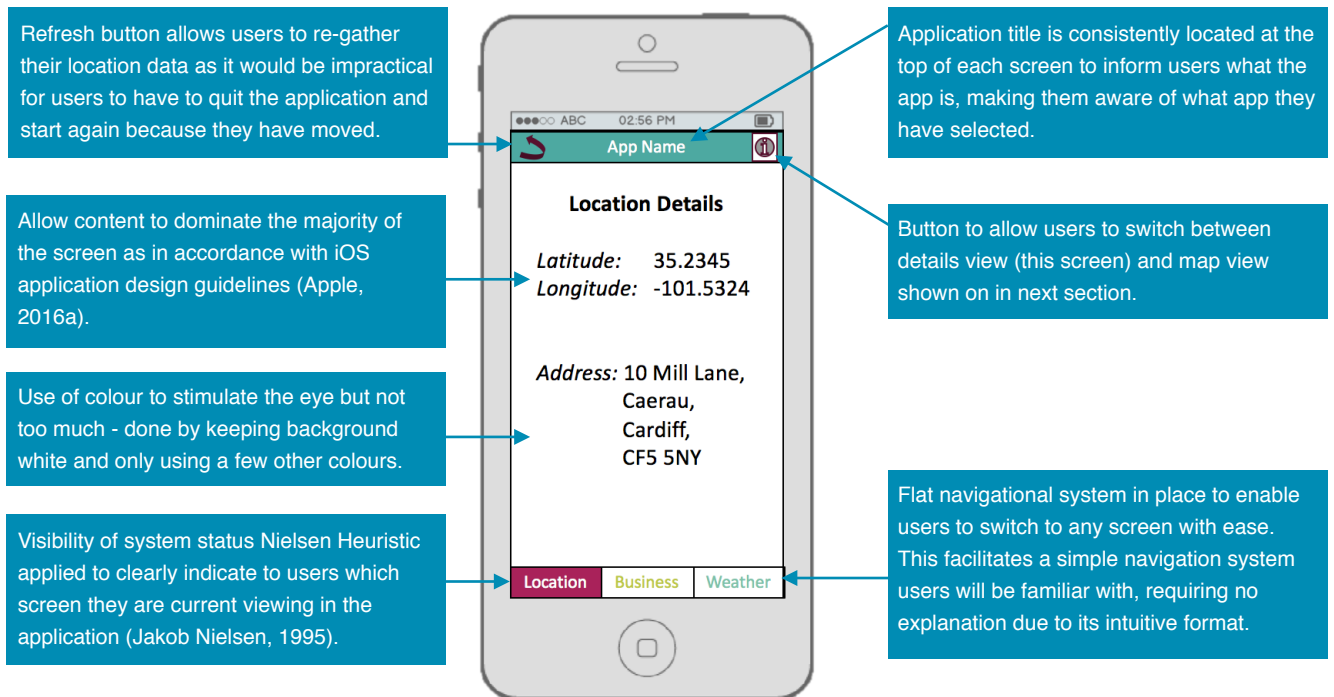 Refresh button allows users to re-gather
their location data as it would be impractical
for users to have to quit the application and
start again because they have moved.
Allow content to dominate the majority of
the screen as in accordance with iOS
application design guidelines (Apple,
2016a).
Use of colour to stimulate the eye but not
too much - done by keeping background
white and only using a few other colours.
Visibility of system status Nielsen Heuristic
applied to clearly indicate to users which
screen they are current viewing in the
application (Jakob Nielsen, 1995).
ABC 02:56 PM
App Name
Location Details
Latitude: 35.2345
Longitude: -101.5324
Address: 10 Mill Lane,
Caerau,
Cardiff,
CF5 5NY
Location Business Weather
Application title is consistently located at the
top of each screen to inform users what the
app is, making them aware of what app they
have selected.
Button to allow users to switch between
details view (this screen) and map view
shown on in next section.
Flat navigational system in place to enable
users to switch to any screen with ease.
This facilitates a simple navigation system
users will be familiar with, requiring no
explanation due to its intuitive format.